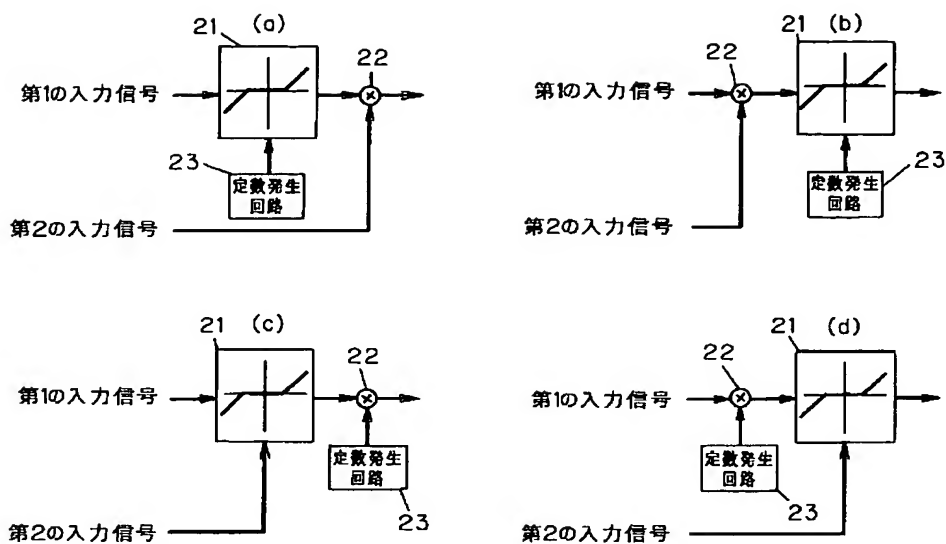 21
(a)
22
第1の入力信号
23
定数発生
回路
第2の入力信号
21
(b)
22
第1の入力信号
23
定数発生
回路
第2の入力信号
21
(c)
22
第1の入力信号
定数発生
回路
23
第2の入力信号
21
(d)
22
第1の入力信号
定数発生
回路
23
第2の入力信号